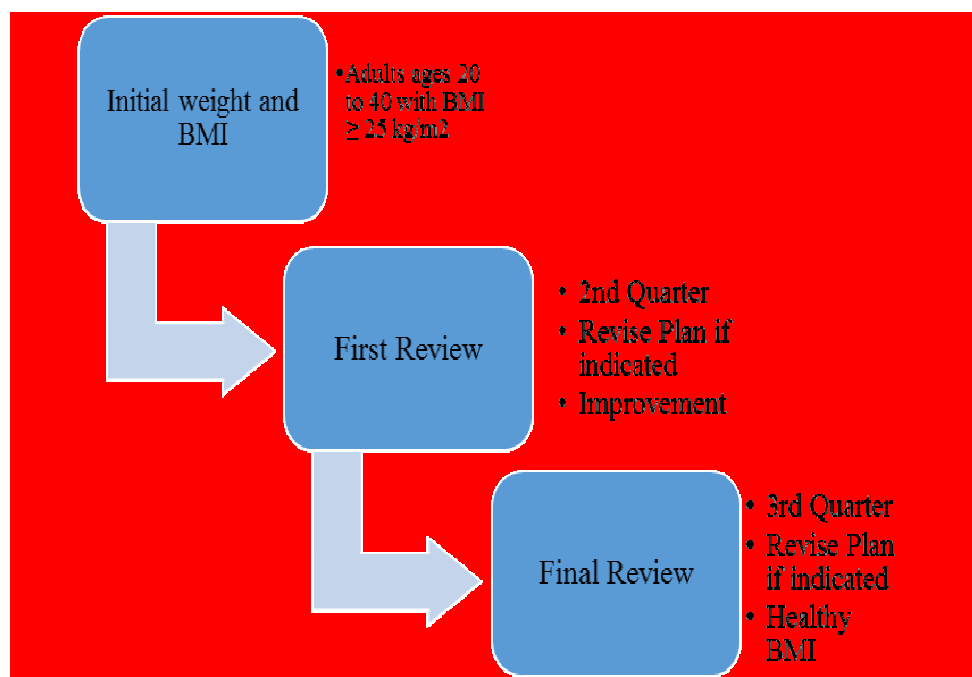 Initial weight and
BMI
•Adults ages 20
to 40 with BMI
≥ 25 kg/m2
First Review
• 2nd Quarter
• Revise Plan if
indicated
• Improvement
Final Review
• 3rd Quarter
• Revise Plan
if indicated
• Healthy
BMI